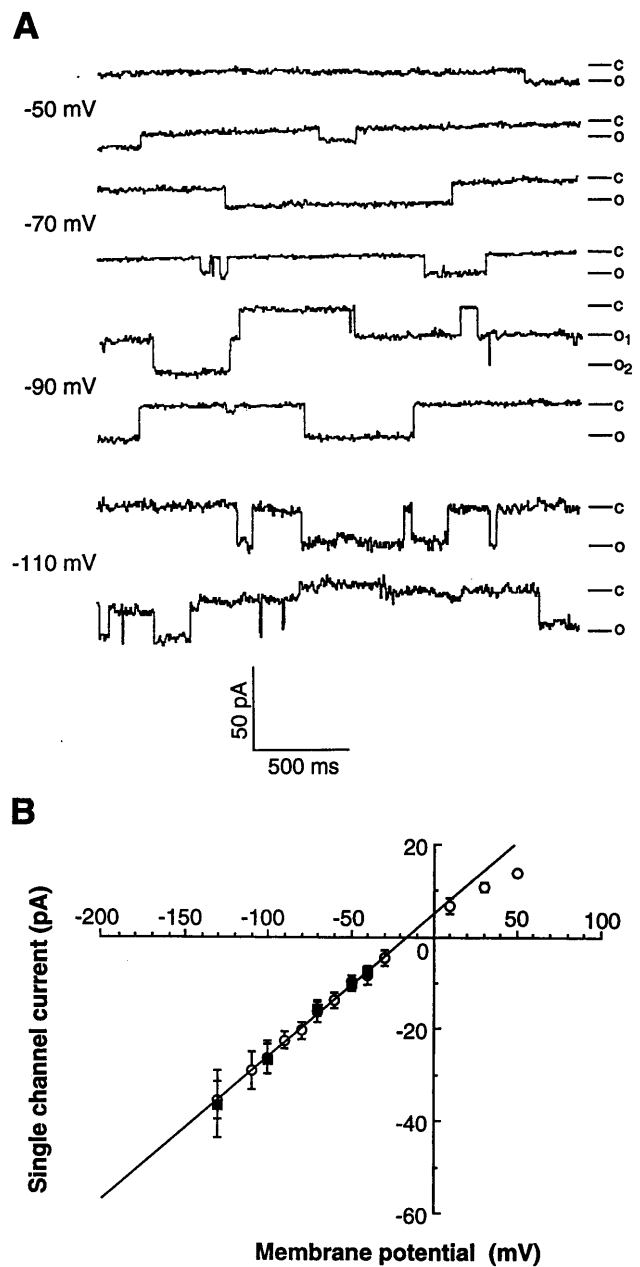 A
c
o
-50 mV
c
o
c
o
-70 mV
c
o
c
o1
o2
-90 mV
c
o
c
o
-110 mV
c
o
50 pA
500 ms
B
20
-200 -150 -100 -50 0 50 100
-20
-40
-60
Single channel current (pA)
Membrane potential (mV)